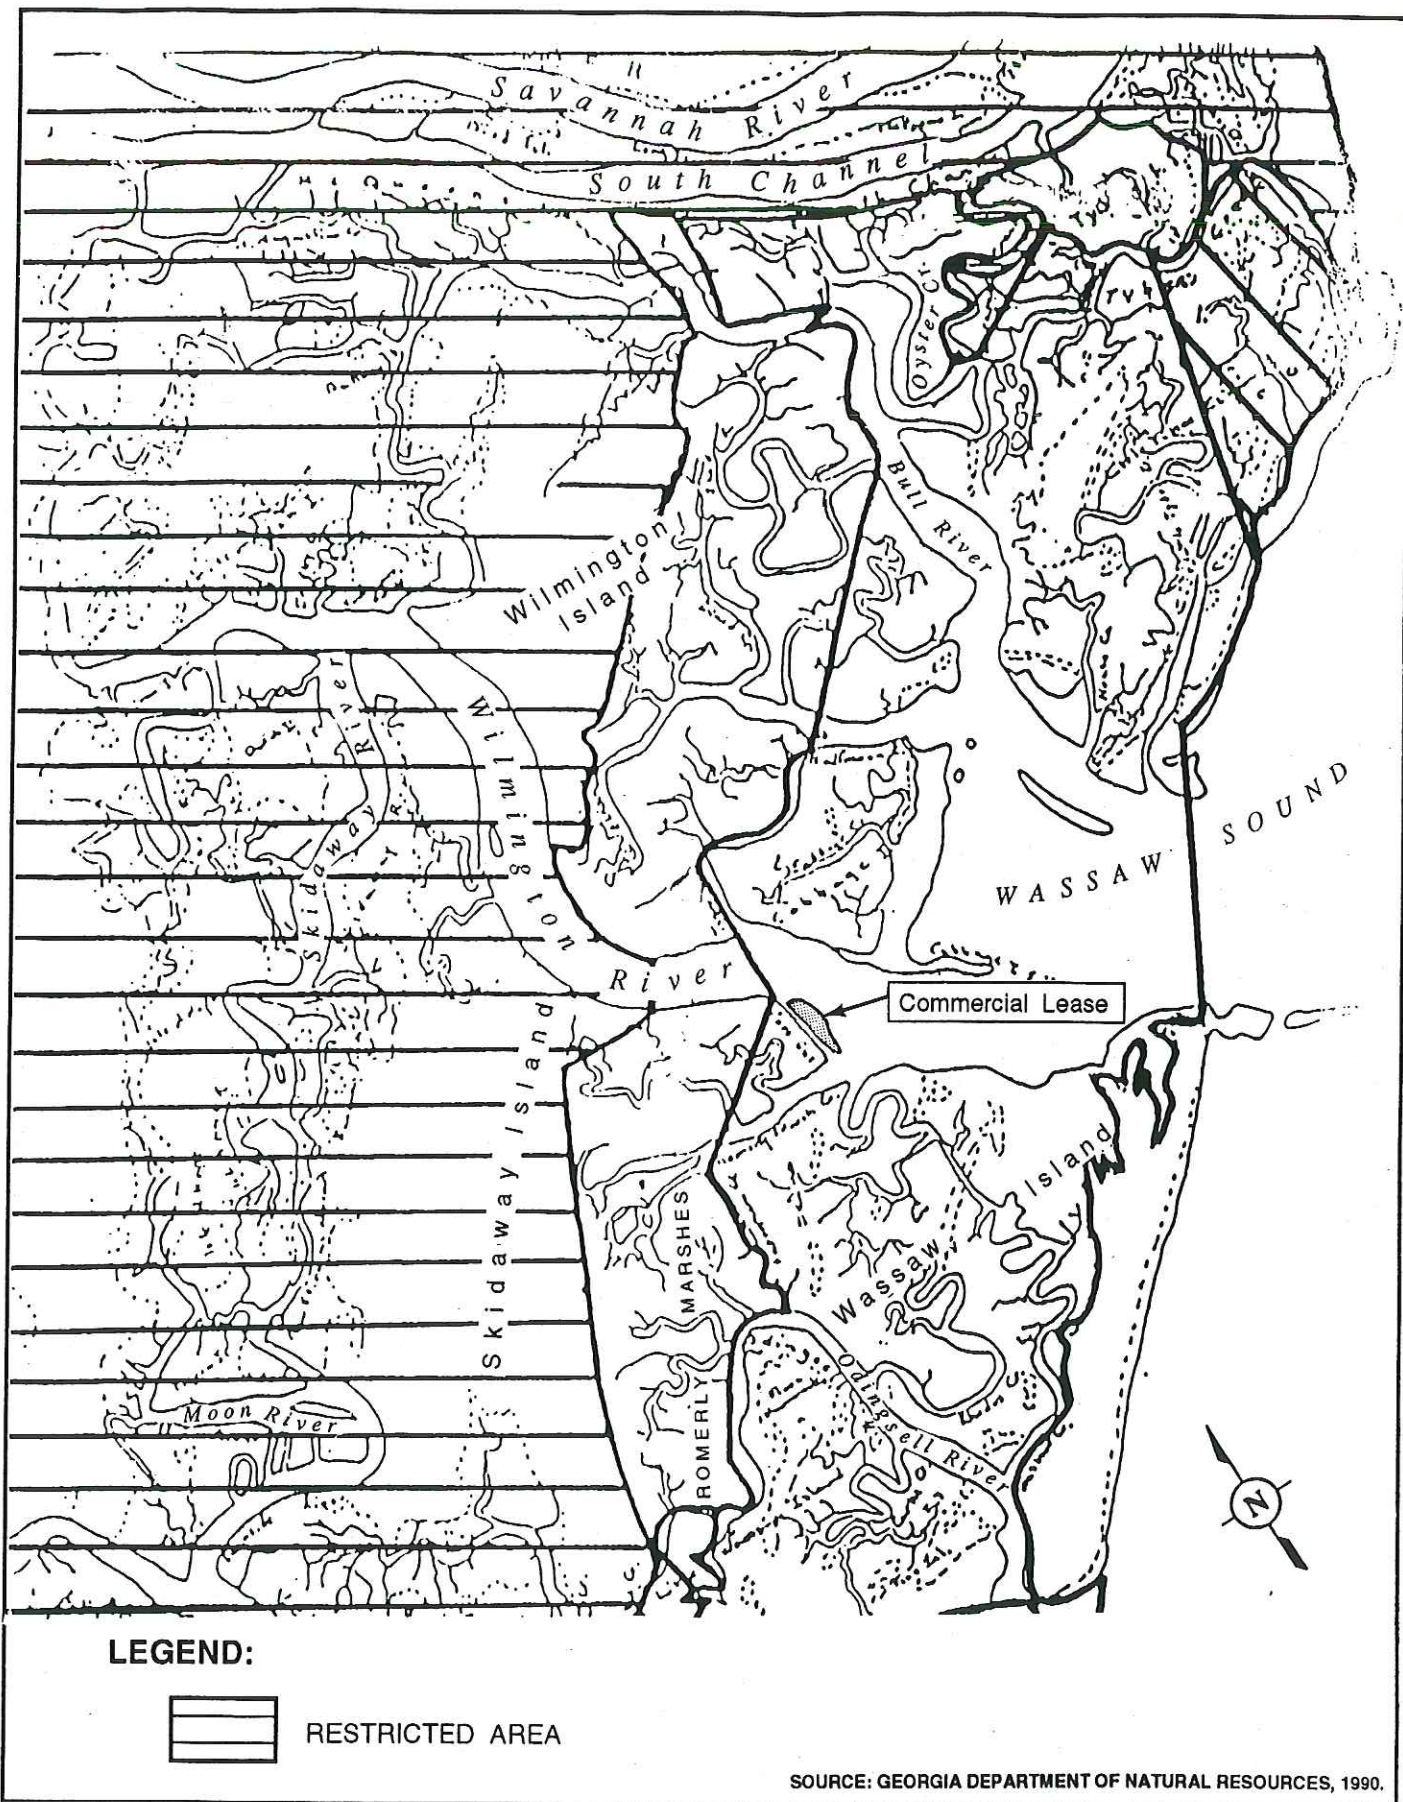 Savannah River
South Channel
Oyster Cr
Bull River
Wilmington
Island
Skidaway River
Wilmington River
WASSAW SOUND
Commercial Lease
Skidaway Island
Wassaw Island
ROMERLY MARSHES
Odingsell River
Moon River
N
LEGEND:
RESTRICTED AREA
SOURCE: GEORGIA DEPARTMENT OF NATURAL RESOURCES, 1990.